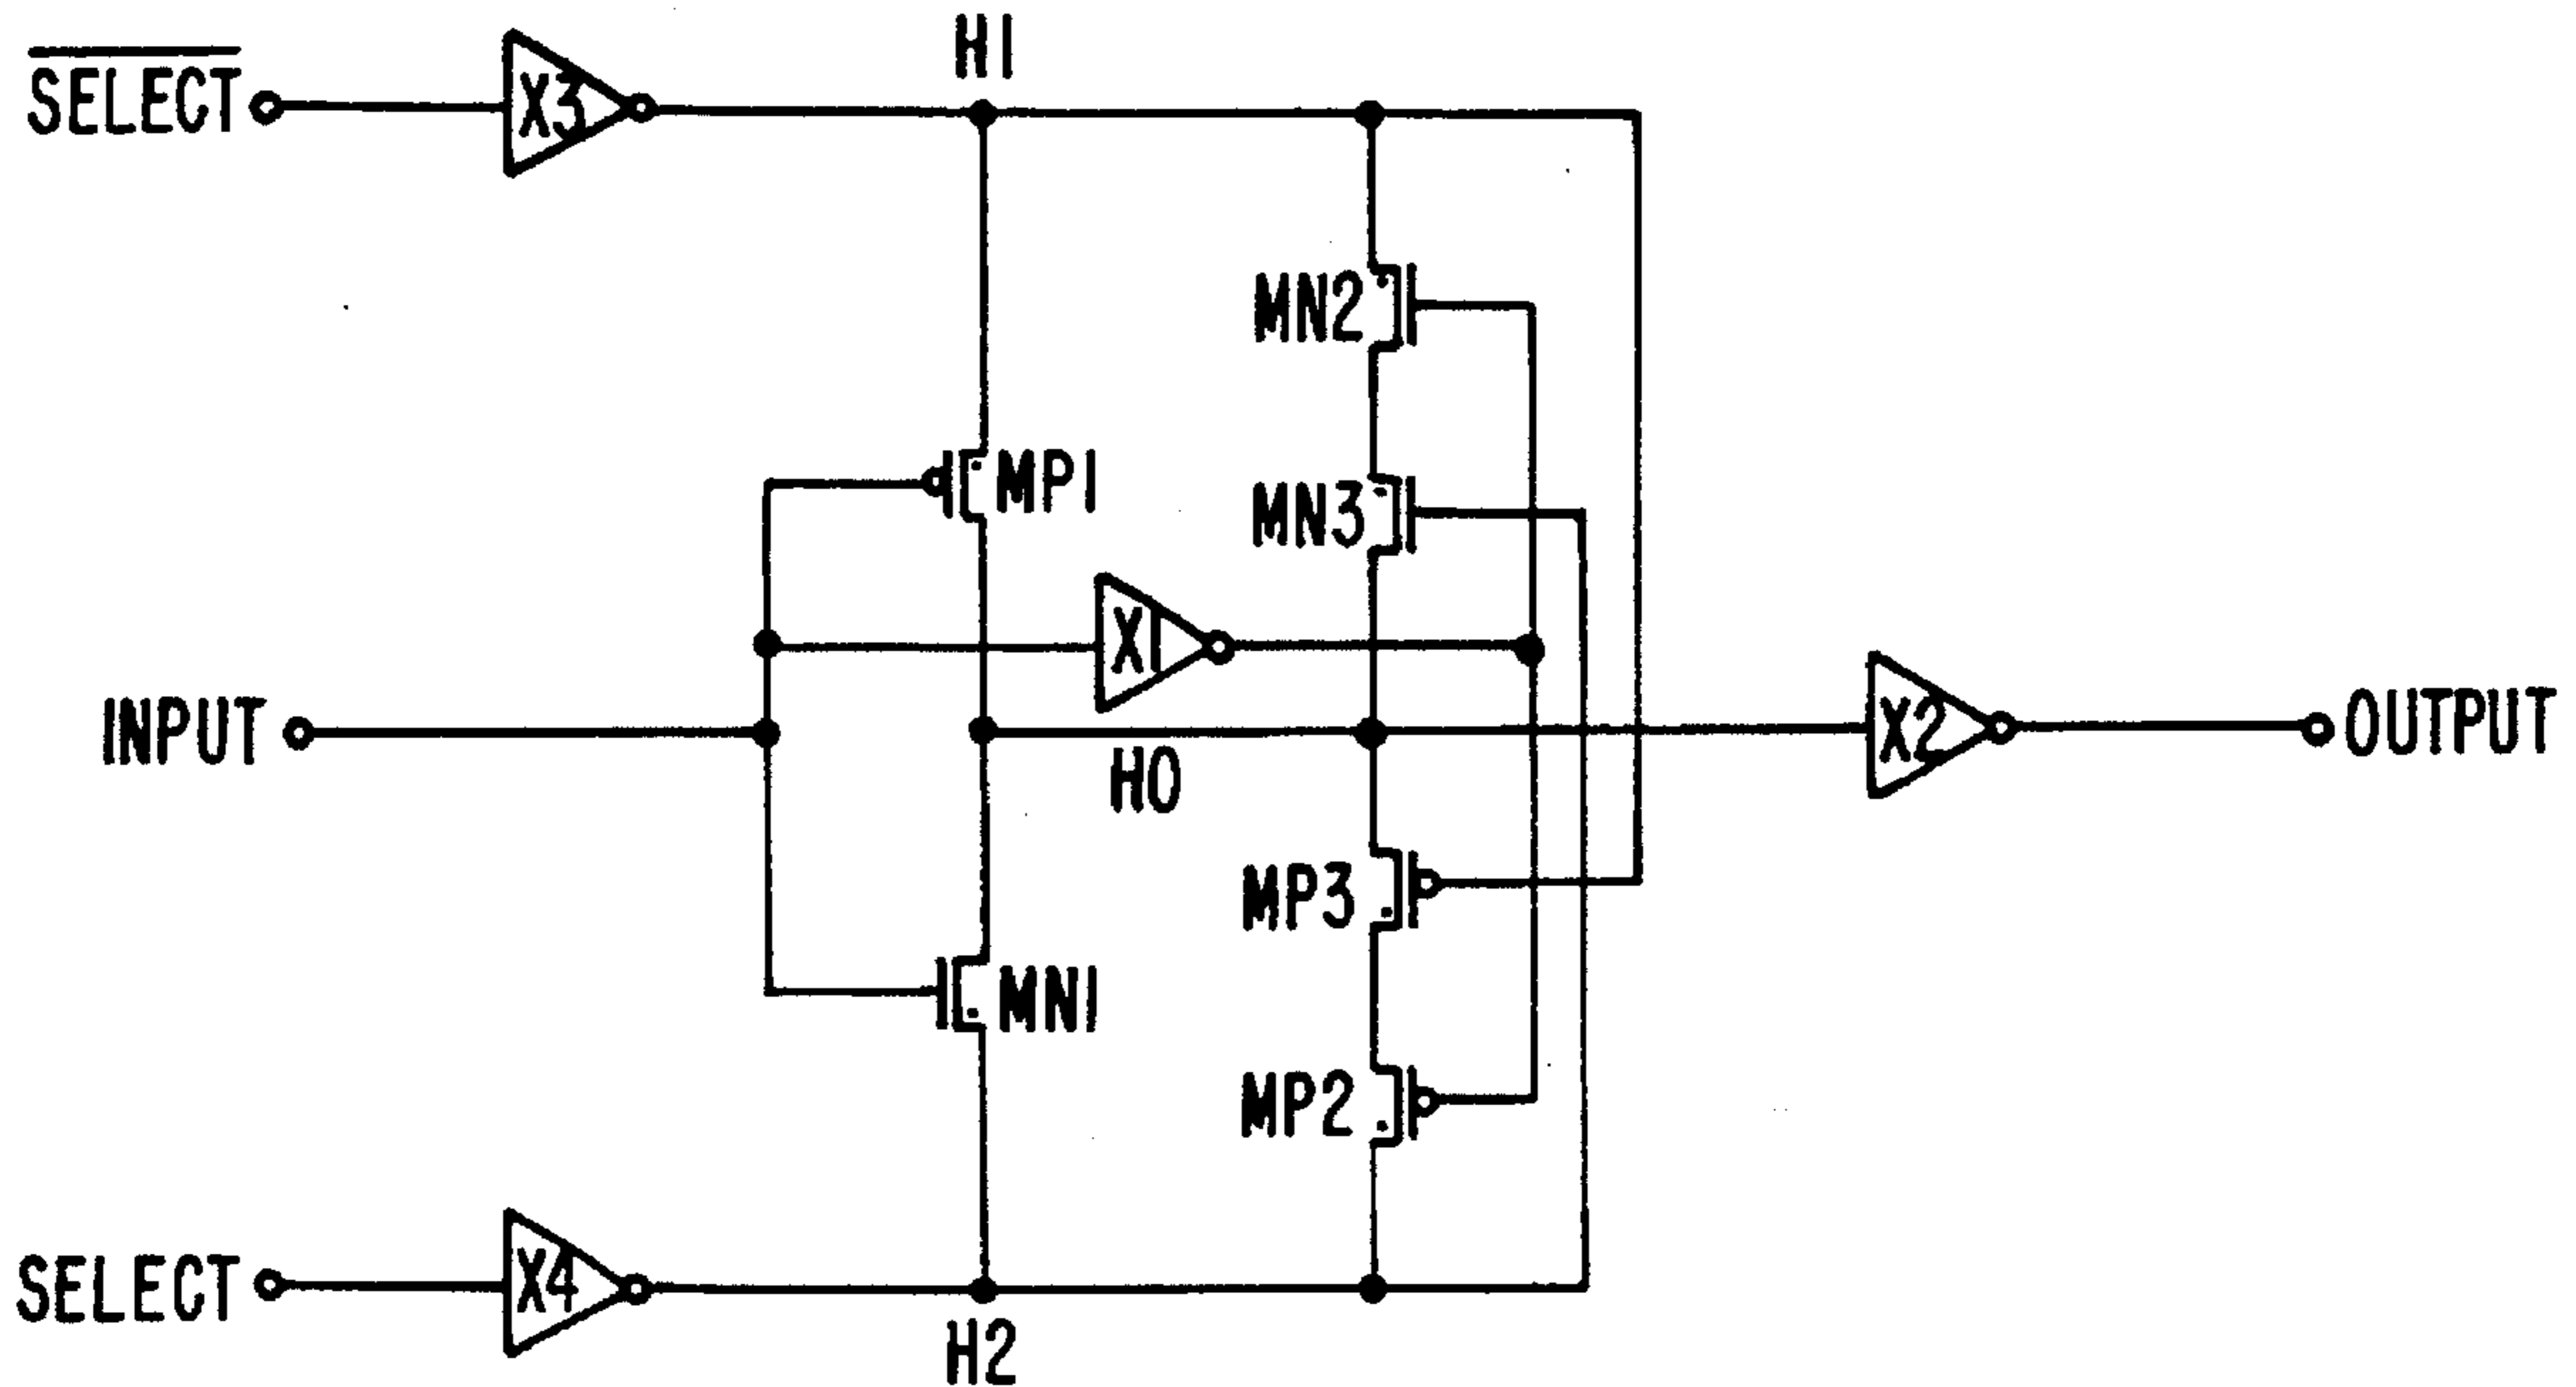 H1
SELECT
X3
MN2
MP1
MN3
X1
INPUT
X2
OUTPUT
H0
MP3
MN1
MP2
SELECT
X4
H2